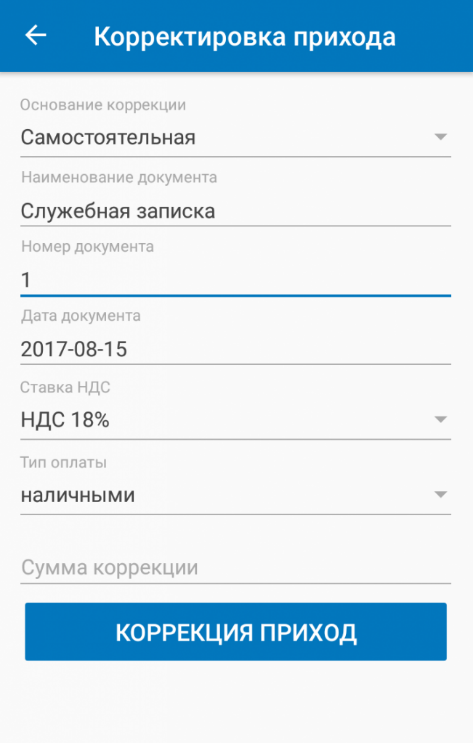 Корректировка прихода
Основание коррекции
Самостоятельная
Наименование документа
Служебная записка
Номер документа
1
Дата документа
2017-08-15
Ставка НДС
НДС 18%
Тип оплаты
наличными
Сумма коррекции
КОРРЕКЦИЯ ПРИХОД